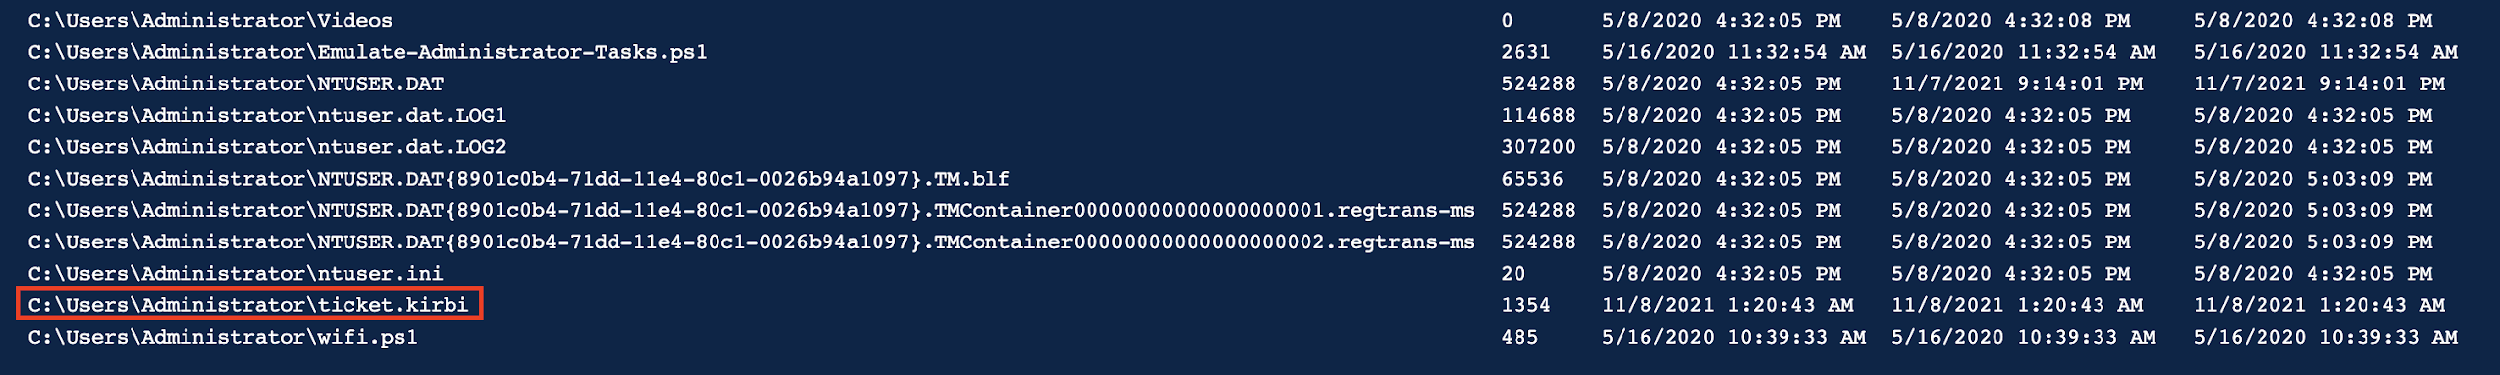 C:\Users\Administrator\Videos 0 5/8/2020 4:32:05 PM 5/8/2020 4:32:08 PM 5/8/2020 4:32:08 PM
C:\Users\Administrator\Emulate-Administrator-Tasks.ps1 2631 5/16/2020 11:32:54 AM 5/16/2020 11:32:54 AM 5/16/2020 11:32:54 AM
C:\Users\Administrator\NTUSER.DAT 524288 5/8/2020 4:32:05 PM 11/7/2021 9:14:01 PM 11/7/2021 9:14:01 PM
C:\Users\Administrator\ntuser.dat.LOG1 114688 5/8/2020 4:32:05 PM 5/8/2020 4:32:05 PM 5/8/2020 4:32:05 PM
C:\Users\Administrator\ntuser.dat.LOG2 307200 5/8/2020 4:32:05 PM 5/8/2020 4:32:05 PM 5/8/2020 4:32:05 PM
C:\Users\Administrator\NTUSER.DAT{8901c0b4-71dd-11e4-80c1-0026b94a1097}.TM.blf 65536 5/8/2020 4:32:05 PM 5/8/2020 4:32:05 PM 5/8/2020 5:03:09 PM
C:\Users\Administrator\NTUSER.DAT{8901c0b4-71dd-11e4-80c1-0026b94a1097}.TMContainer00000000000000000001.regtrans-ms 524288 5/8/2020 4:32:05 PM 5/8/2020 4:32:05 PM 5/8/2020 5:03:09 PM
C:\Users\Administrator\NTUSER.DAT{8901c0b4-71dd-11e4-80c1-0026b94a1097}.TMContainer00000000000000000002.regtrans-ms 524288 5/8/2020 4:32:05 PM 5/8/2020 4:32:05 PM 5/8/2020 5:03:09 PM
C:\Users\Administrator\ntuser.ini 20 5/8/2020 4:32:05 PM 5/8/2020 4:32:05 PM 5/8/2020 4:32:05 PM
C:\Users\Administrator\ticket.kirbi 1354 11/8/2021 1:20:43 AM 11/8/2021 1:20:43 AM 11/8/2021 1:20:43 AM
C:\Users\Administrator\wifi.ps1 485 5/16/2020 10:39:33 AM 5/16/2020 10:39:33 AM 5/16/2020 10:39:33 AM